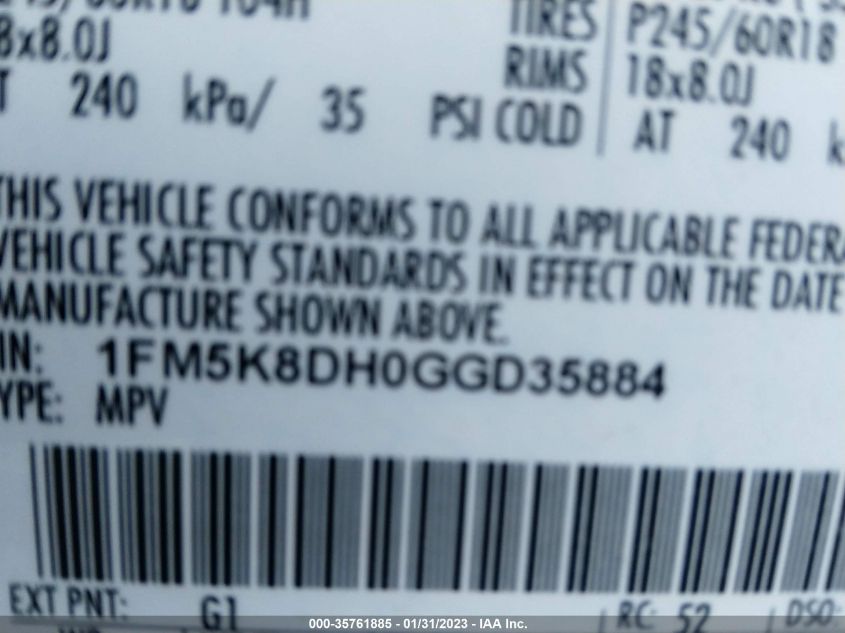 TIRES P245/60R18
8x8.0J RIMS 18x8.0J
AT 240 kPa/ 35 PSI COLD AT 240
THIS VEHICLE CONFORMS TO ALL APPLICABLE FEDERA
VEHICLE SAFETY STANDARDS IN EFFECT ON THE DATE
MANUFACTURE SHOWN ABOVE.
IN: 1FM5K8DH0GGD35884
YPE: MPV
EXT PNT: G1 RC: 52 DSO:
000-35761885 - 01/31/2023 - IAA Inc.